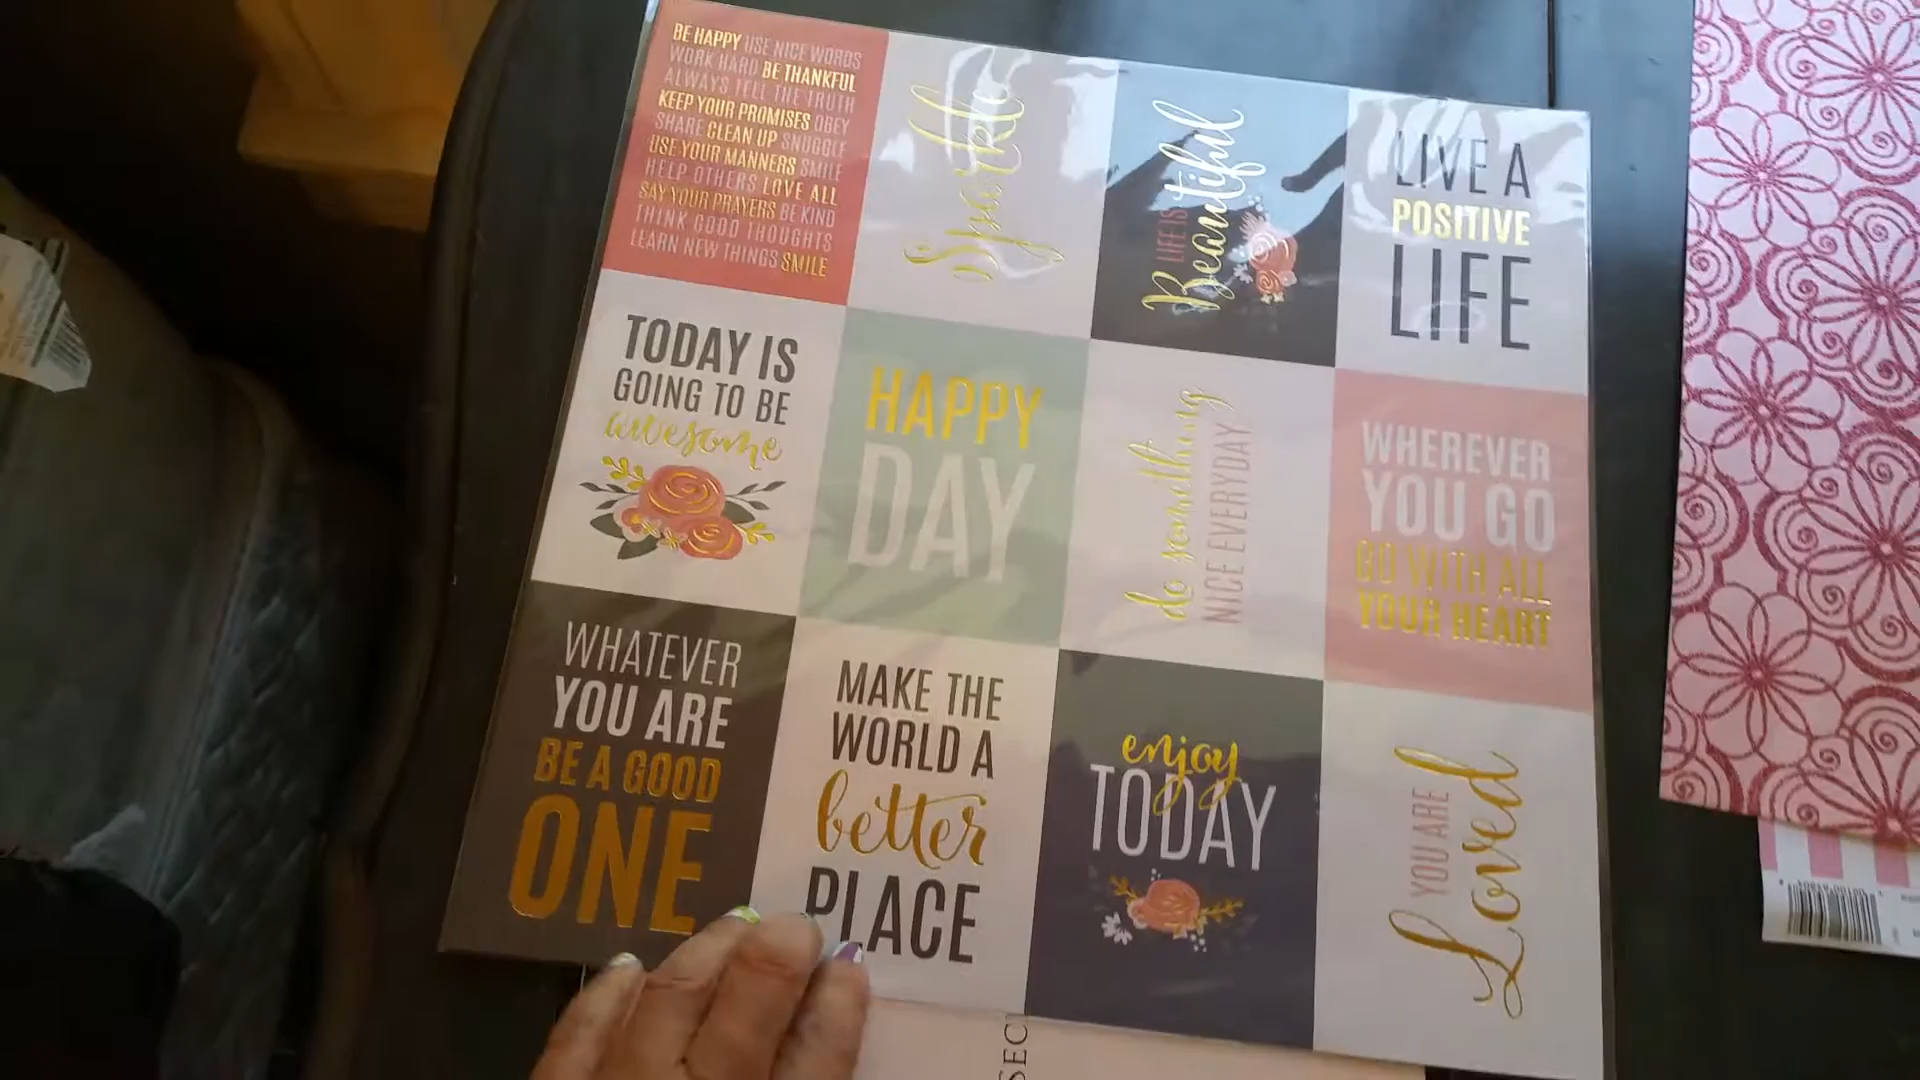 BE HAPPY USE NICE WORDS
WORK HARD BE THANKFUL
ALWAYS TELL THE TRUTH
KEEP YOUR PROMISES OBEY
SHARE CLEAN UP SNUGGLE
USE YOUR MANNERS SMILE
HELP OTHERS LOVE ALL
SAY YOUR PRAYERS BE KIND
THINK GOOD THOUGHTS
LEARN NEW THINGS SMILE
Sparkle
LIFE IS
Beautiful
LIVE A
POSITIVE
LIFE
TODAY IS
GOING TO BE
awesome
HAPPY
DAY
do something
NICE EVERYDAY
WHEREVER
YOU GO
GO WITH ALL
YOUR HEART
WHATEVER
YOU ARE
BE A GOOD
ONE
MAKE THE
WORLD A
better
PLACE
enjoy
TODAY
YOU ARE
Loved